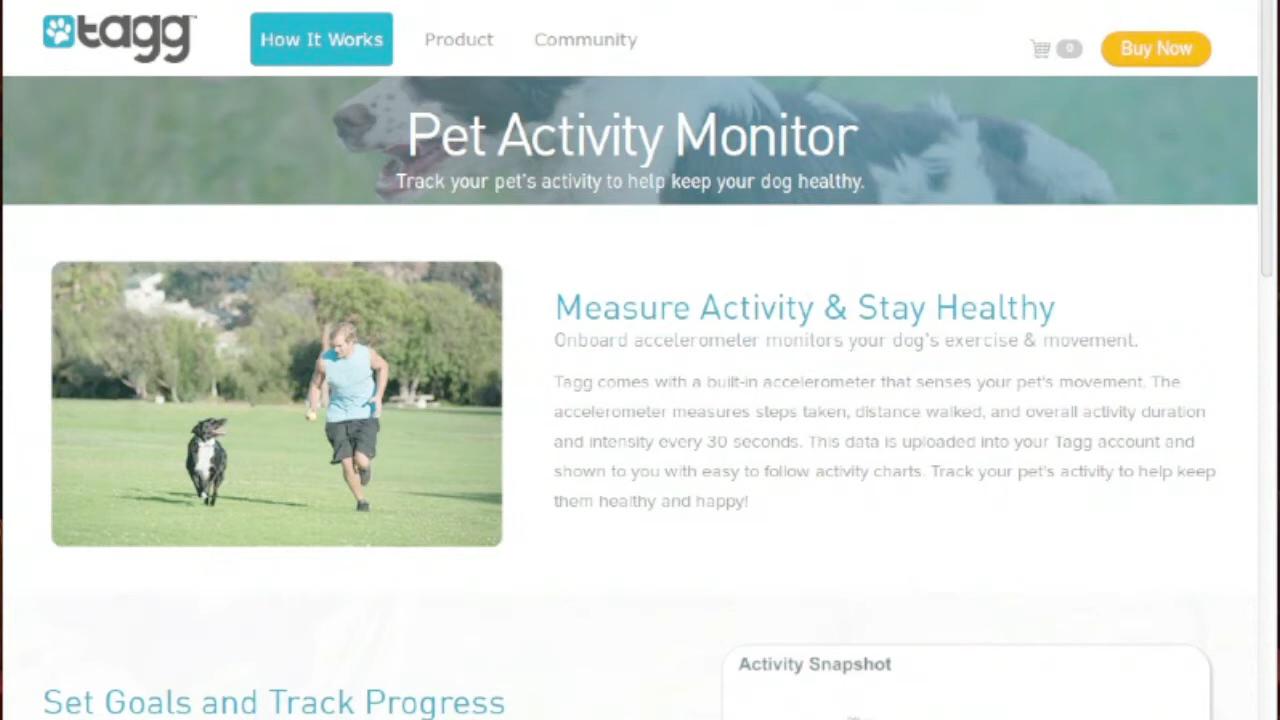 tagg
How It Works
Product
Community
0
Buy Now
Pet Activity Monitor
Track your pet's activity to help keep your dog healthy.
Measure Activity & Stay Healthy
Onboard accelerometer monitors your dog's exercise & movement.
Tagg comes with a built-in accelerometer that senses your pet's movement. The
accelerometer measures steps taken, distance walked, and overall activity duration
and intensity every 30 seconds. This data is uploaded into your Tagg account and
shown to you with easy to follow activity charts. Track your pet's activity to help keep
them healthy and happy!
Set Goals and Track Progress
Activity Snapshot